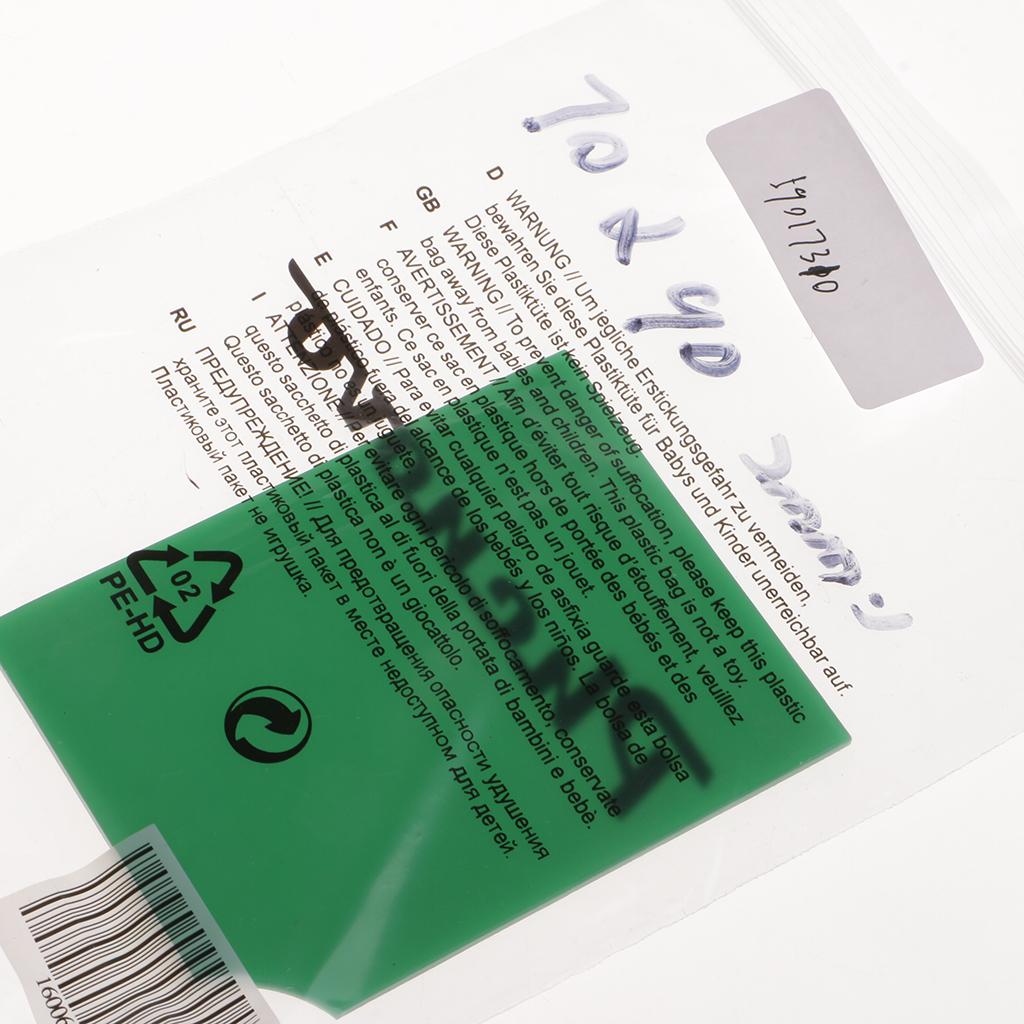 D WARNUNG // Um jegliche Erstickungsgefahr zu vermeiden,
bewahren Sie diese Plastiktüte für Babys und Kinder unerreichbar auf.
Diese Plastiktüte ist kein Spielzeug.
GB WARNING // To prevent danger of suffocation, please keep this plastic
bag away from babies and children. This plastic bag is not a toy.
F AVERTISSEMENT // Afin d'éviter tout risque d'étouffement, veuillez
conserver ce sac en plastique hors de portée des bébés et des
enfants. Ce sac en plastique n'est pas un jouet.
E CUIDADO // Para evitar cualquier peligro de asfixia guarde esta bolsa
de plástico lejos del alcance de los bebés y los niños. La bolsa de
plástico no es un juguete.
I ATTENZIONE // Per evitare ogni pericolo di soffocamento, conservate
questo sacchetto di plastica al di fuori della portata di bambini e bebè.
Questo sacchetto di plastica non è un giocattolo.
RU ПРЕДУПРЕЖДЕНИЕ! // Для предотвращения опасности удушения
храните этот пластиковый пакет в месте недоступном для детей.
Пластиковый пакет не игрушка.
02
PE-HD
16006